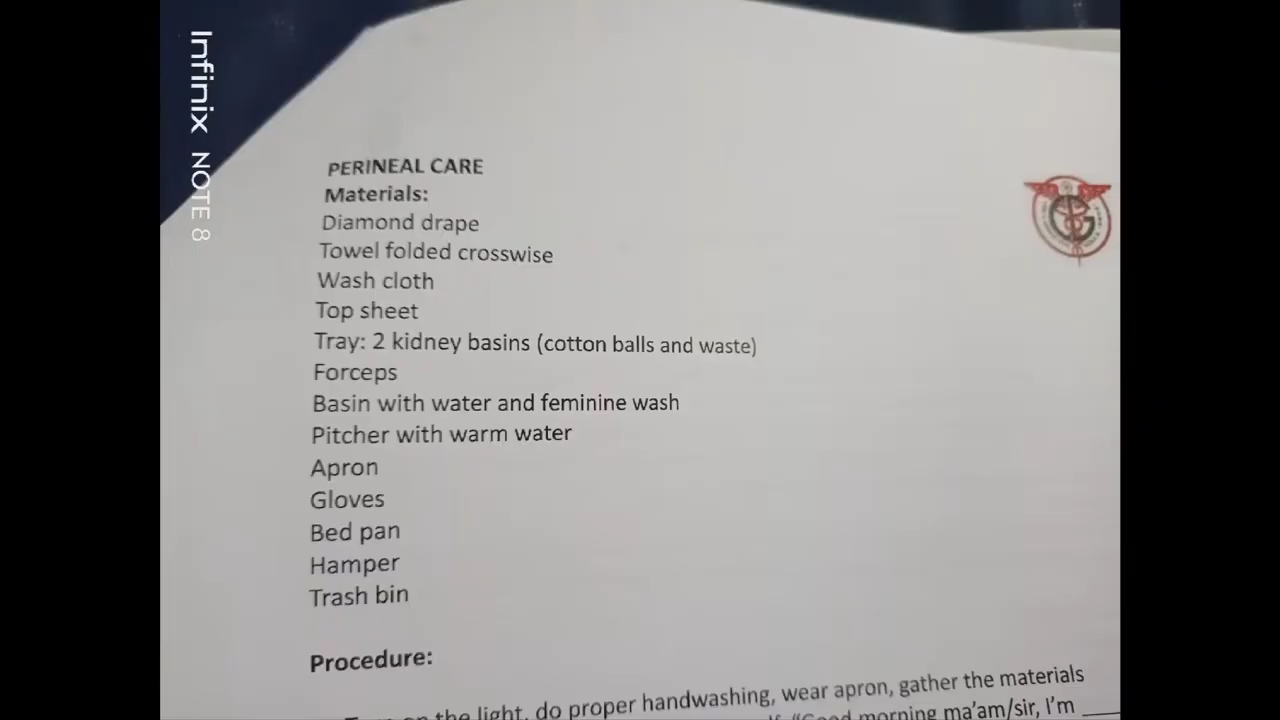 Infinix NOTE 8
PERINEAL CARE
Materials:
Diamond drape
Towel folded crosswise
Wash cloth
Top sheet
Tray: 2 kidney basins (cotton balls and waste)
Forceps
Basin with water and feminine wash
Pitcher with warm water
Apron
Gloves
Bed pan
Hamper
Trash bin
Procedure:
on the light, do proper handwashing, wear apron, gather the materials
morning ma'am/sir, I'm ___